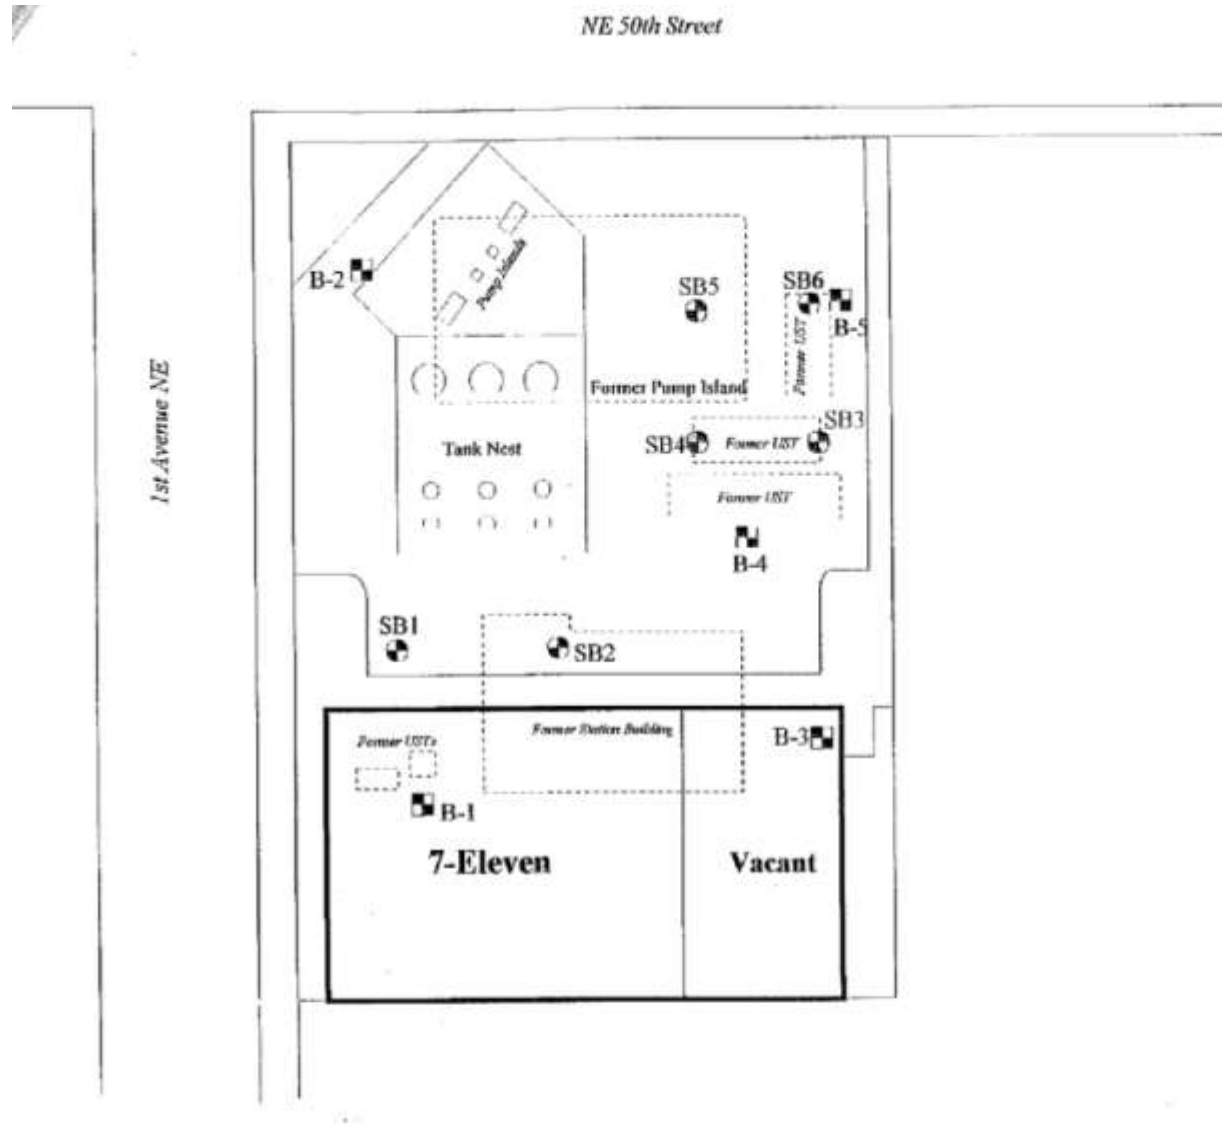 NE 50th Street
1st Avenue NE
B-2
Pump Islands
SB5
SB6
B-5
Former UST
Former Pump Island
SB4
Former UST
SB3
Tank Nest
Former UST
B-4
SB1
SB2
Former USTs
Former Station Building
B-3
B-1
7-Eleven
Vacant